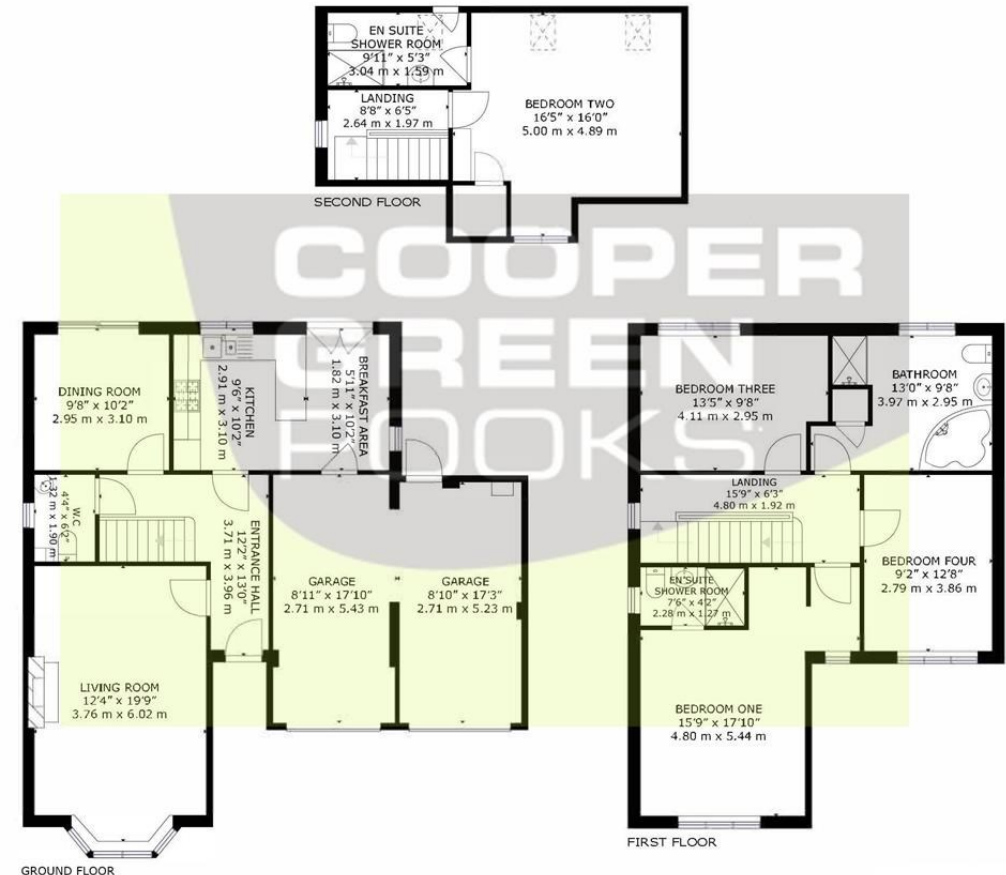 EN SUITE
SHOWER ROOM
9'11" x 5'3"
3.04 m x 1.59 m
LANDING
8'8" x 6'5"
2.64 m x 1.97 m
BEDROOM TWO
16'5" x 16'0"
5.00 m x 4.89 m
SECOND FLOOR
COOPER
GREEN
POOKS
DINING ROOM
9'8" x 10'2"
2.95 m x 3.10 m
KITCHEN
9'6" x 10'2"
2.91 m x 3.10 m
BREAKFAST AREA
5'11" x 10'2"
1.82 m x 3.10 m
W.C
4'4" x 6'2"
1.32 m x 1.90 m
ENTRANCE HALL
12'2" x 13'0"
3.71 m x 3.96 m
GARAGE
8'11" x 17'10"
2.71 m x 5.43 m
GARAGE
8'10" x 17'3"
2.71 m x 5.23 m
LIVING ROOM
12'4" x 19'9"
3.76 m x 6.02 m
GROUND FLOOR
BEDROOM THREE
13'5" x 9'8"
4.11 m x 2.95 m
BATHROOM
13'0" x 9'8"
3.97 m x 2.95 m
LANDING
15'9" x 6'3"
4.80 m x 1.92 m
BEDROOM FOUR
9'2" x 12'8"
2.79 m x 3.86 m
EN SUITE
SHOWER ROOM
7'6" x 4'2"
2.28 m x 1.27 m
BEDROOM ONE
15'9" x 17'10"
4.80 m x 5.44 m
FIRST FLOOR